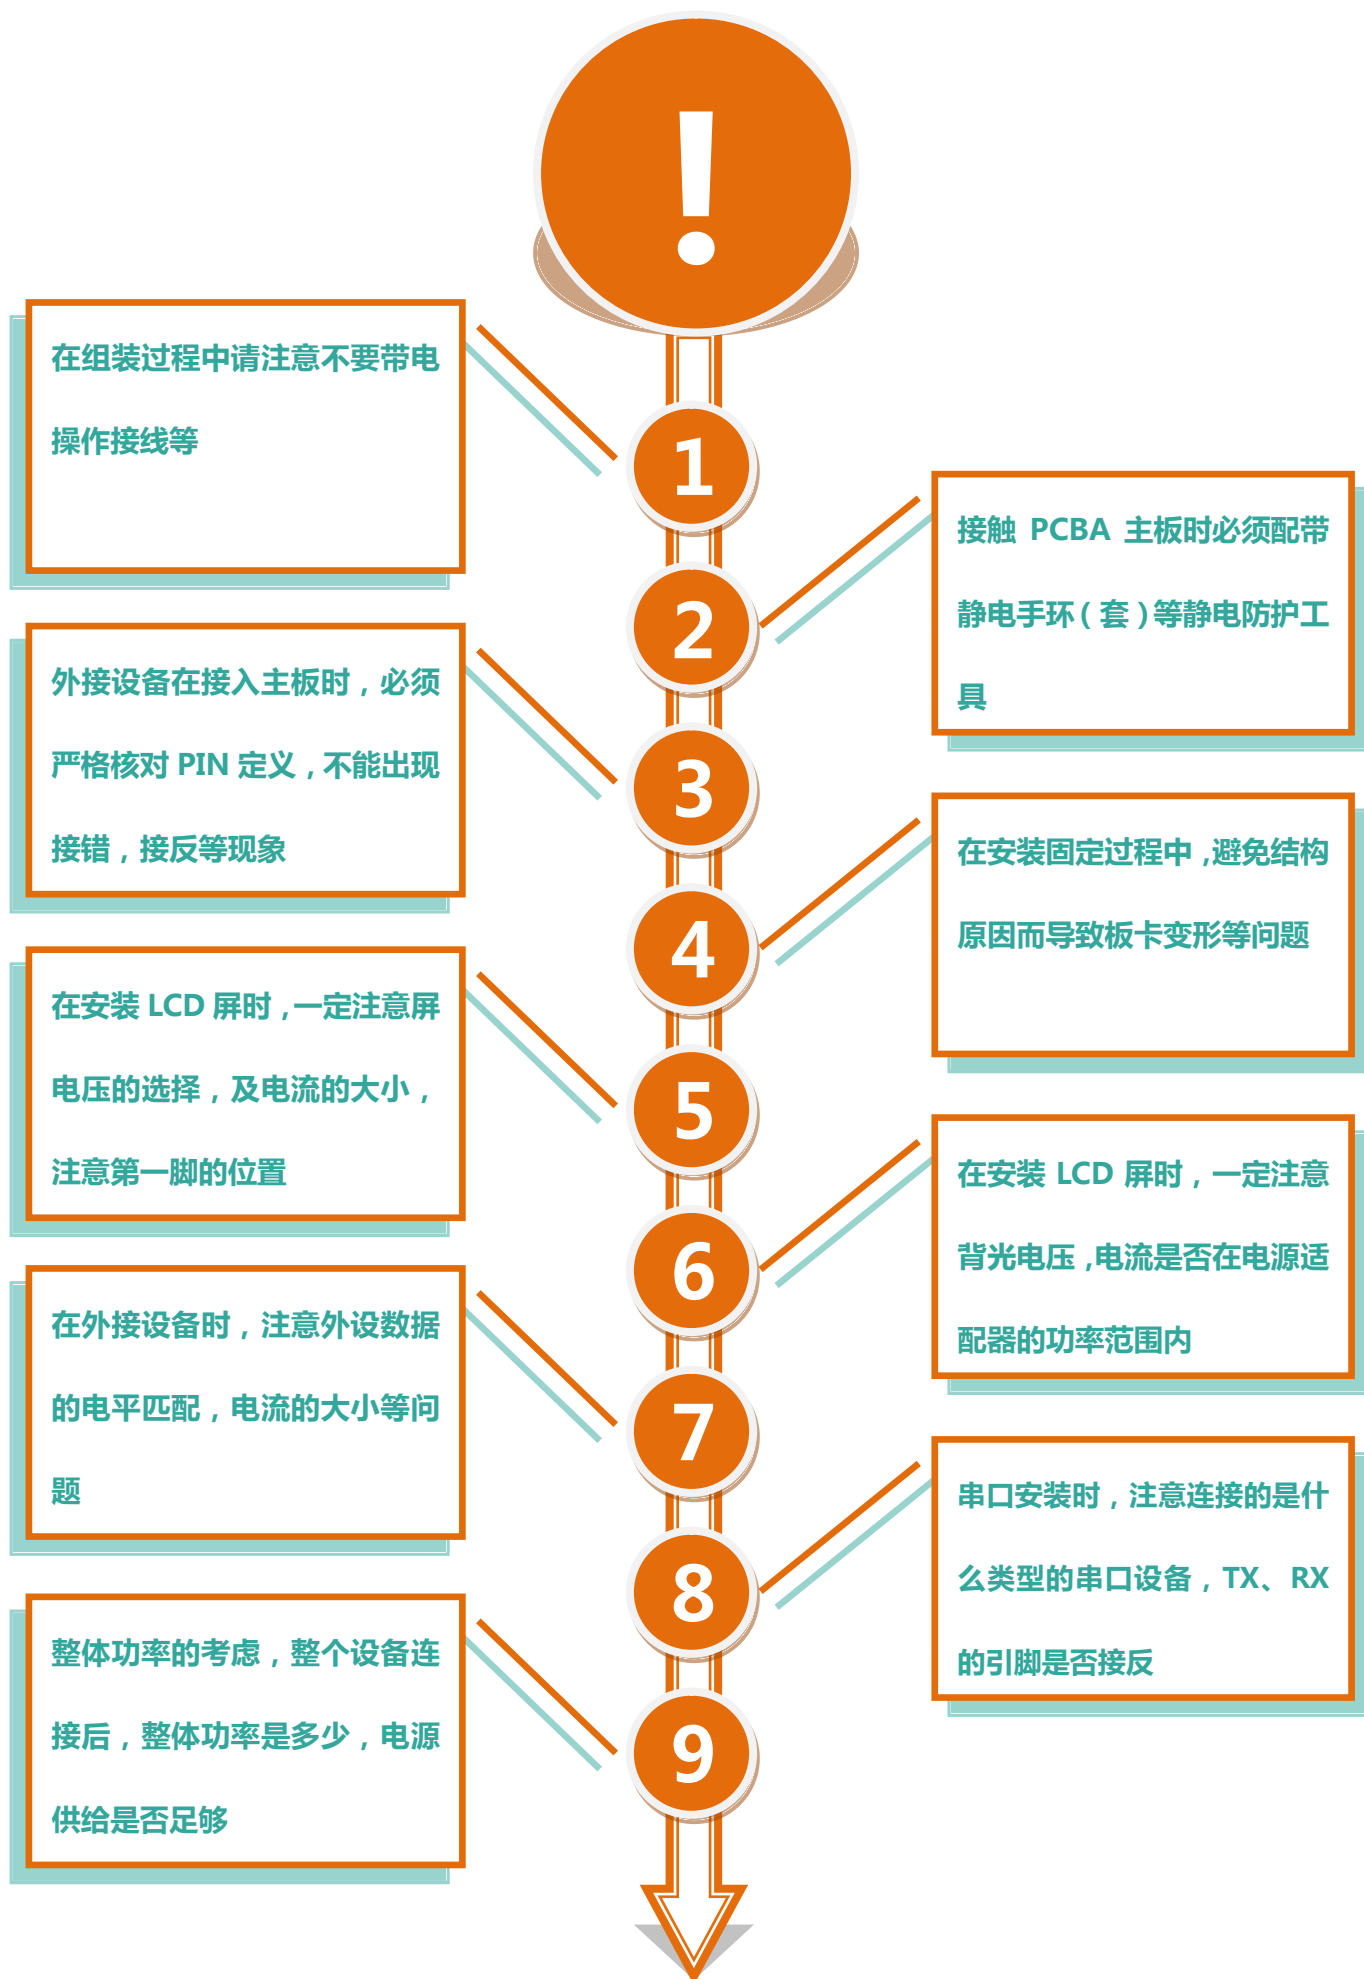 !
1
在组装过程中请注意不要带电
操作接线等
2
接触 PCBA 主板时必须配带
静电手环（套）等静电防护工
具
3
外接设备在接入主板时，必须
严格核对 PIN 定义，不能出现
接错，接反等现象
4
在安装固定过程中，避免结构
原因而导致板卡变形等问题
5
在安装 LCD 屏时，一定注意屏
电压的选择，及电流的大小，
注意第一脚的位置
6
在安装 LCD 屏时，一定注意
背光电压，电流是否在电源适
配器的功率范围内
7
在外接设备时，注意外设数据
的电平匹配，电流的大小等问
题
8
串口安装时，注意连接的是什
么类型的串口设备，TX、RX
的引脚是否接反
9
整体功率的考虑，整个设备连
接后，整体功率是多少，电源
供给是否足够